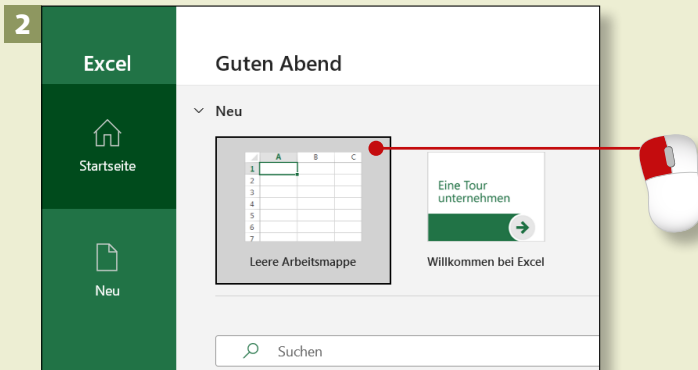 2
Excel
Guten Abend
Neu
Startseite
A B C
1
2
3
4
5
6
7
Eine Tour
unternehmen
Leere Arbeitsmappe
Willkommen bei Excel
Neu
Suchen